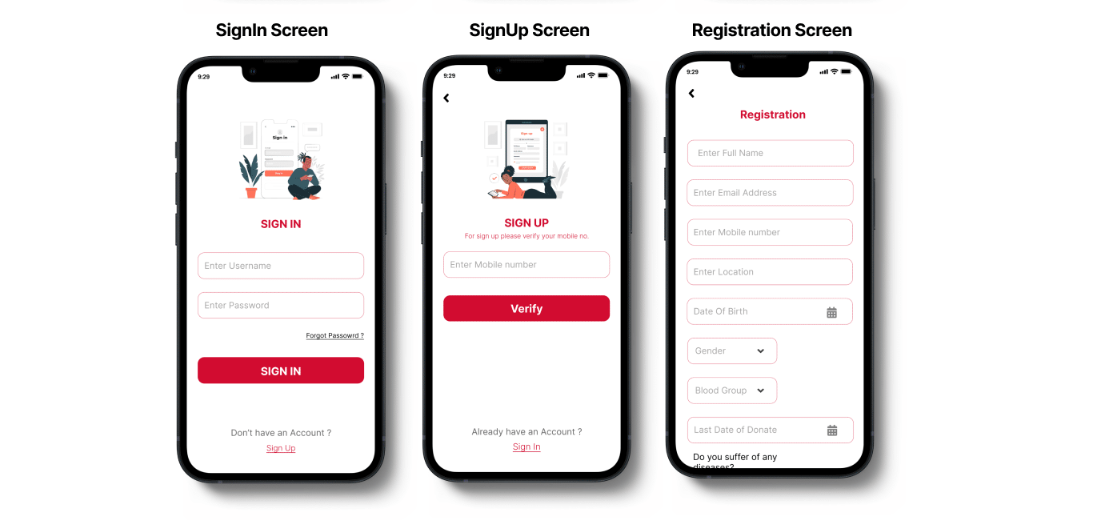 SignIn Screen
SignUp Screen
Registration Screen
9:29
Sign in
SIGN IN
Enter Username
Enter Password
Forgot Passowrd ?
SIGN IN
Don't have an Account ?
Sign Up
9:29
Sign up
SIGN UP
For sign up please verify your mobile no.
Enter Mobile number
Verify
Already have an Account ?
Sign In
9:29
Registration
Enter Full Name
Enter Email Address
Enter Mobile number
Enter Location
Date Of Birth
Gender
Blood Group
Last Date of Donate
Do you suffer of any
diseases?